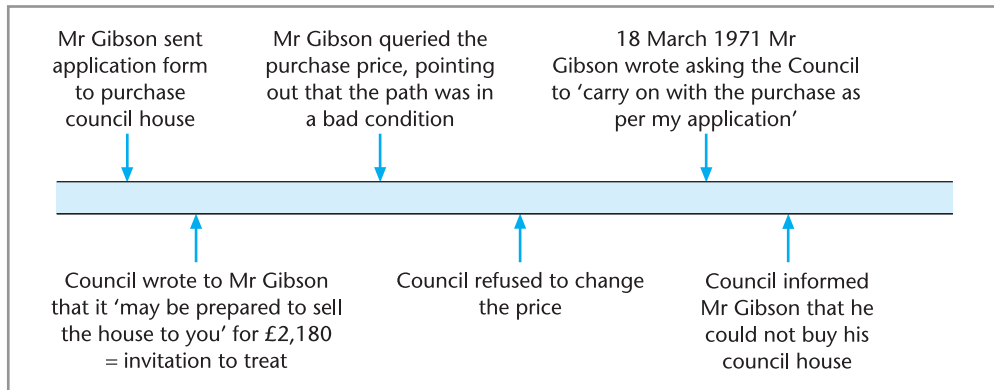 Mr Gibson sent
application form
to purchase
council house
Mr Gibson queried the
purchase price, pointing
out that the path was in
a bad condition
18 March 1971 Mr
Gibson wrote asking the Council
to ‘carry on with the purchase as
per my application’
Council wrote to Mr Gibson
that it ‘may be prepared to sell
the house to you’ for £2,180
= invitation to treat
Council refused to change
the price
Council informed
Mr Gibson that he
could not buy his
council house